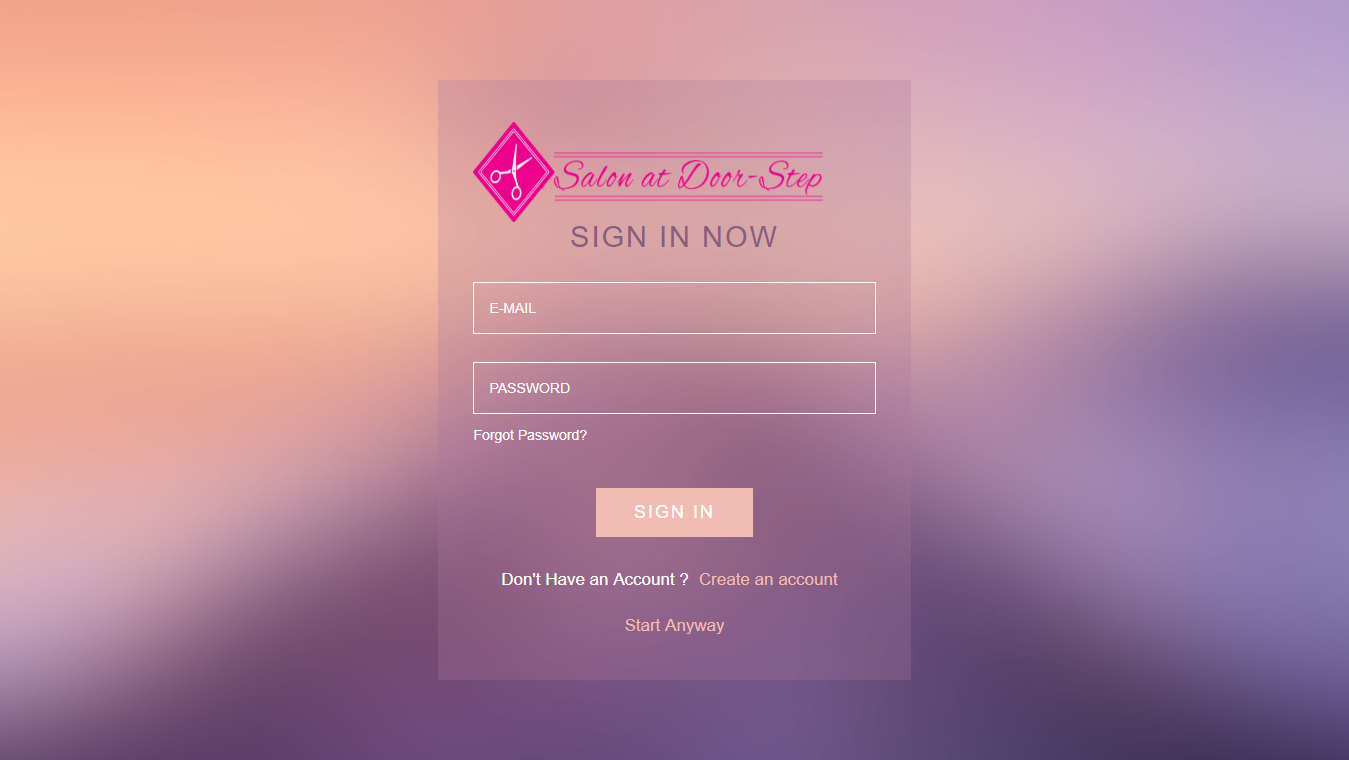 Salon at Door-Step
SIGN IN NOW
E-MAIL
PASSWORD
Forgot Password?
SIGN IN
Don't Have an Account ? Create an account
Start Anyway